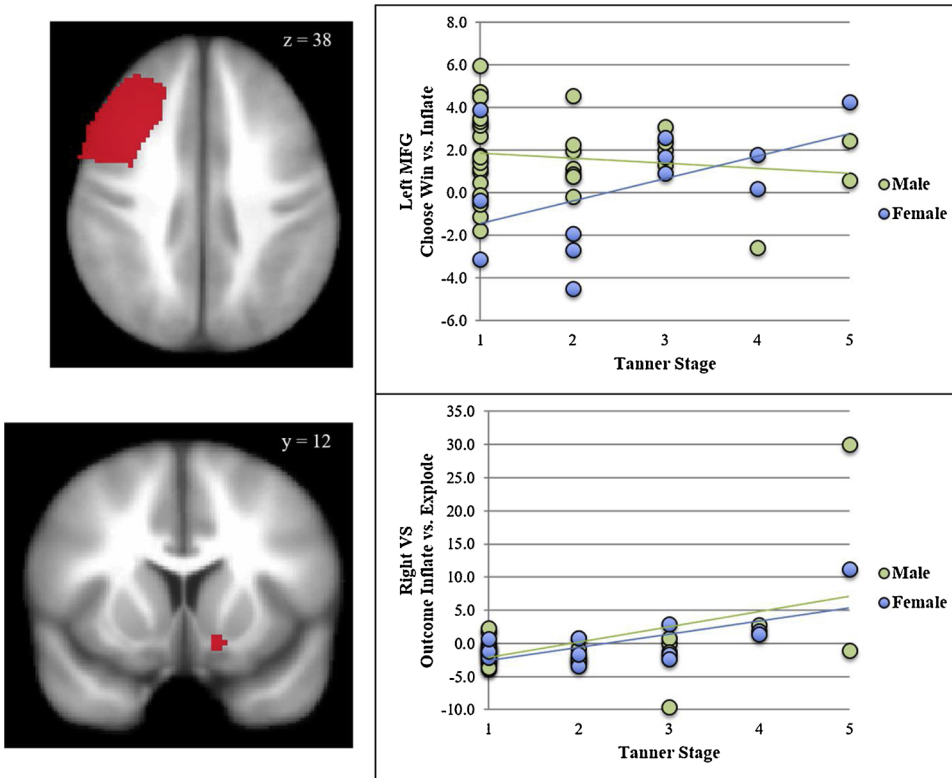 z = 38
8.0
6.0
4.0
2.0
0.0
-2.0
-4.0
-6.0
Left MFG
Choose Win vs. Inflate
1 2 3 4 5
Tanner Stage
Male
Female
y = 12
35.0
30.0
25.0
20.0
15.0
10.0
5.0
0.0
-5.0
-10.0
Right VS
Outcome Inflate vs. Explode
1 2 3 4 5
Tanner Stage
Male
Female